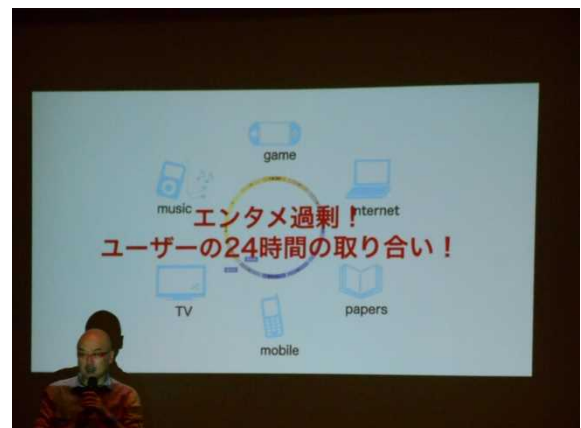 game
music
internet
エンタメ過剰！
ユーザーの24時間の取り合い！
TV
papers
mobile